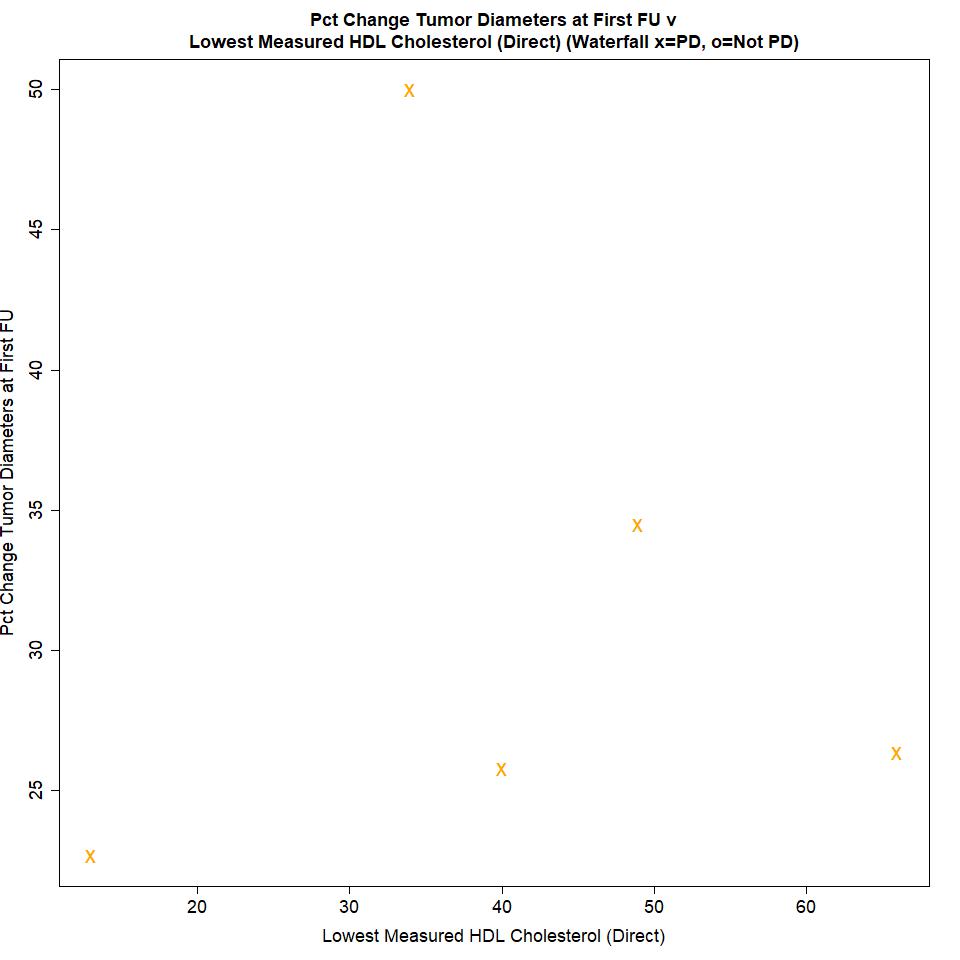 Pct Change Tumor Diameters at First FU v
Lowest Measured HDL Cholesterol (Direct) (Waterfall x=PD, o=Not PD)
Pct Change Tumor Diameters at First FU
50
45
40
35
30
25
X
X
X
X
X
20
30
40
50
60
Lowest Measured HDL Cholesterol (Direct)